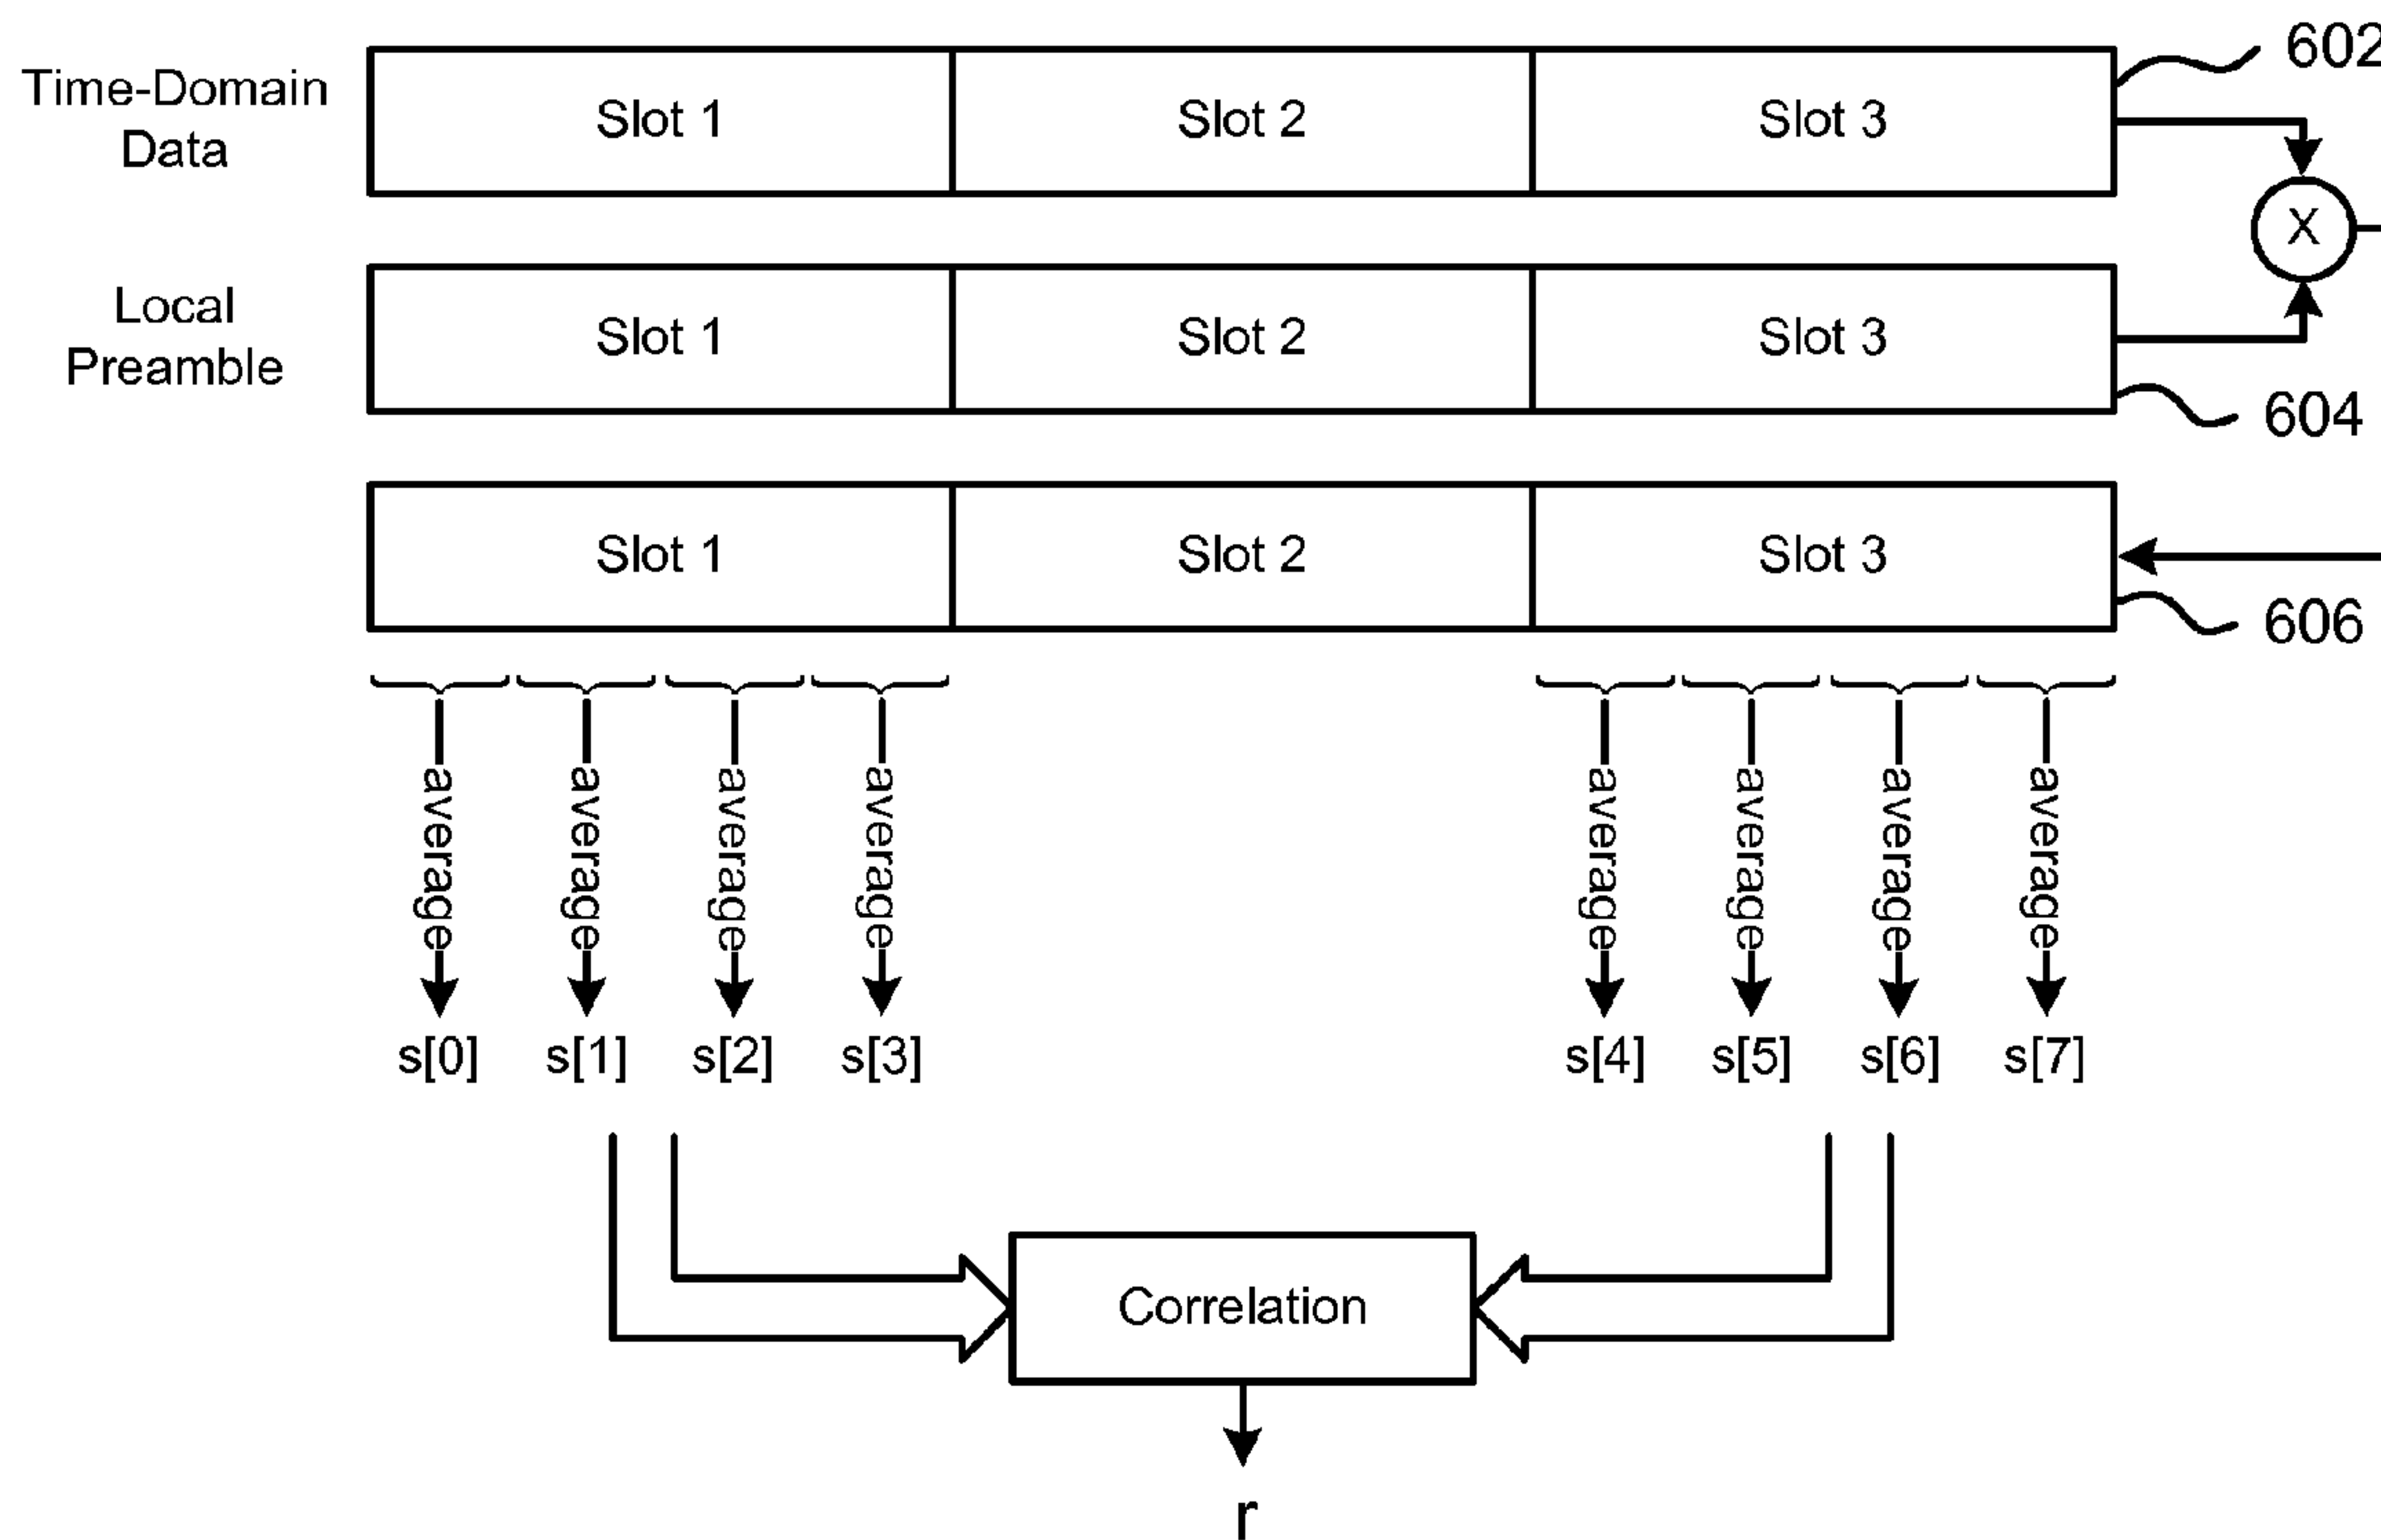 602
Time-Domain
Data
Slot 1
Slot 2
Slot 3
X
Local
Preamble
Slot 1
Slot 2
Slot 3
604
Slot 1
Slot 2
Slot 3
606
average
average
average
average
average
average
average
average
s[0]
s[1]
s[2]
s[3]
s[4]
s[5]
s[6]
s[7]
Correlation
r